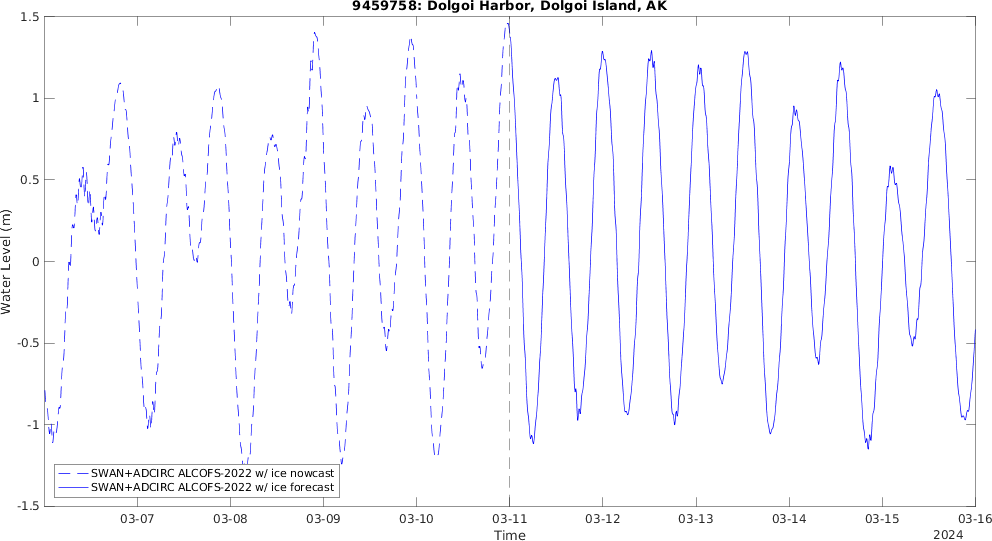 9459758: Dolgoi Harbor, Dolgoi Island, AK
1.5
1
0.5
0
-0.5
-1
-1.5
Water Level (m)
SWAN+ADCIRC ALCOFS-2022 w/ ice nowcast
SWAN+ADCIRC ALCOFS-2022 w/ ice forecast
03-07 03-08 03-09 03-10 03-11 03-12 03-13 03-14 03-15 03-16
Time
2024